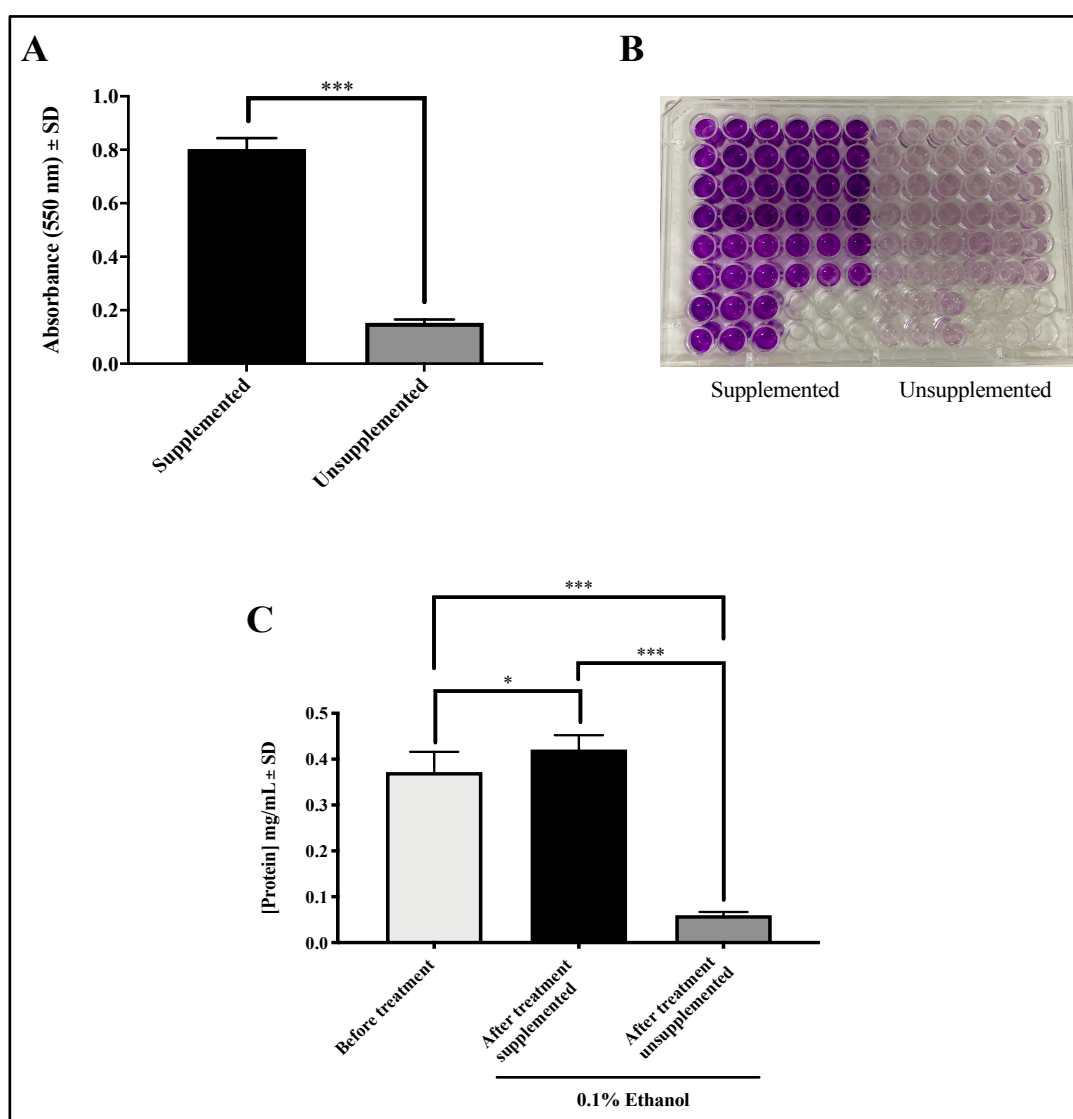 A
Absorbance (550 nm) ± SD
1.0
0.8
0.6
0.4
0.2
0.0
***
Supplemented
Unsupplemented
B
Supplemented
Unsupplemented
C
[Protein] mg/mL ± SD
0.5
0.4
0.3
0.2
0.1
0.0
***
***
*
Before treatment
After treatment
supplemented
After treatment
unsupplemented
0.1% Ethanol